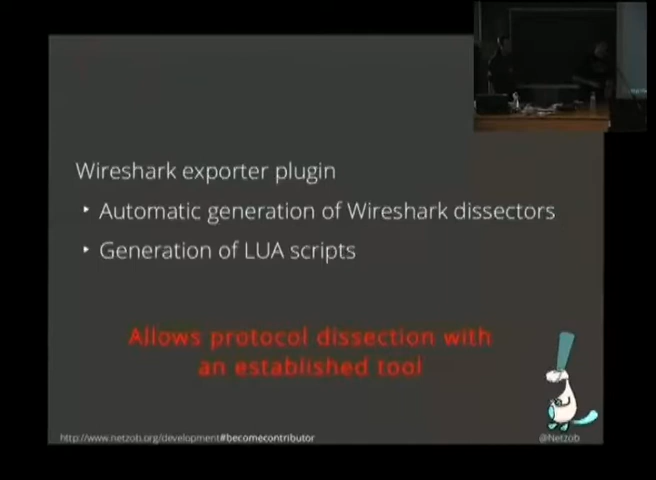 Wireshark exporter plugin
‣ Automatic generation of Wireshark dissectors
‣ Generation of LUA scripts
Allows protocol dissection with
an established tool
http://www.netzob.org/development#becomecontributor
@Netzob